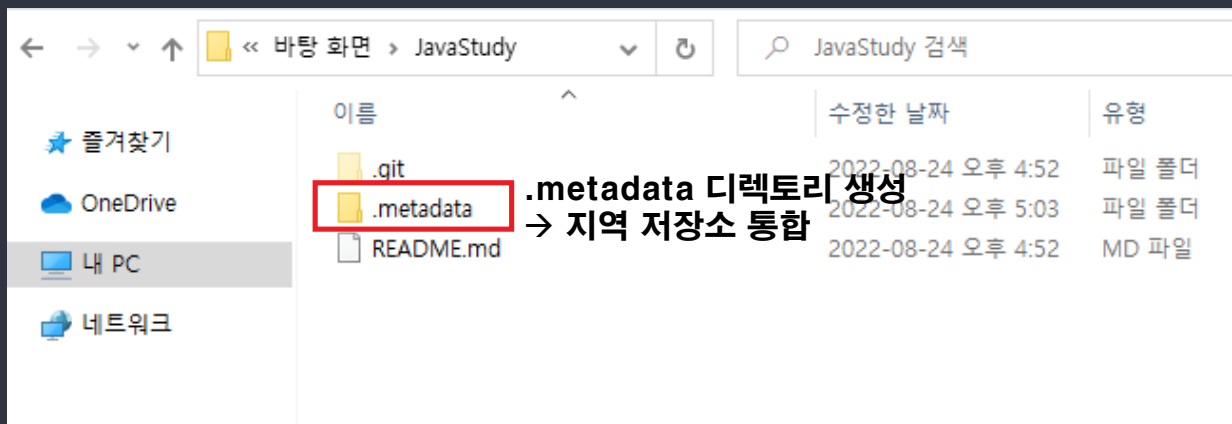 « 바탕 화면 › JavaStudy
JavaStudy 검색
이름 수정한 날짜 유형
즐겨찾기
OneDrive
내 PC
네트워크
.git 2022-08-24 오후 4:52 파일 폴더
.metadata 2022-08-24 오후 5:03 파일 폴더
README.md 2022-08-24 오후 4:52 MD 파일
.metadata 디렉토리 생성
→ 지역 저장소 통합